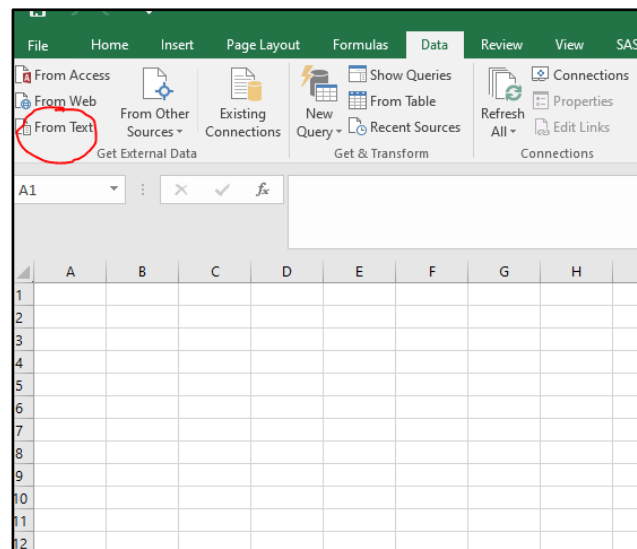 File Home Insert Page Layout Formulas Data Review View SAS
From Access
From Web
From Text
From Other
Sources
Existing
Connections
Get External Data
New
Query
Show Queries
From Table
Recent Sources
Get & Transform
Refresh
All
Connections
Properties
Edit Links
Connections
A1
fx
A B C D E F G H
1
2
3
4
5
6
7
8
9
10
11
12